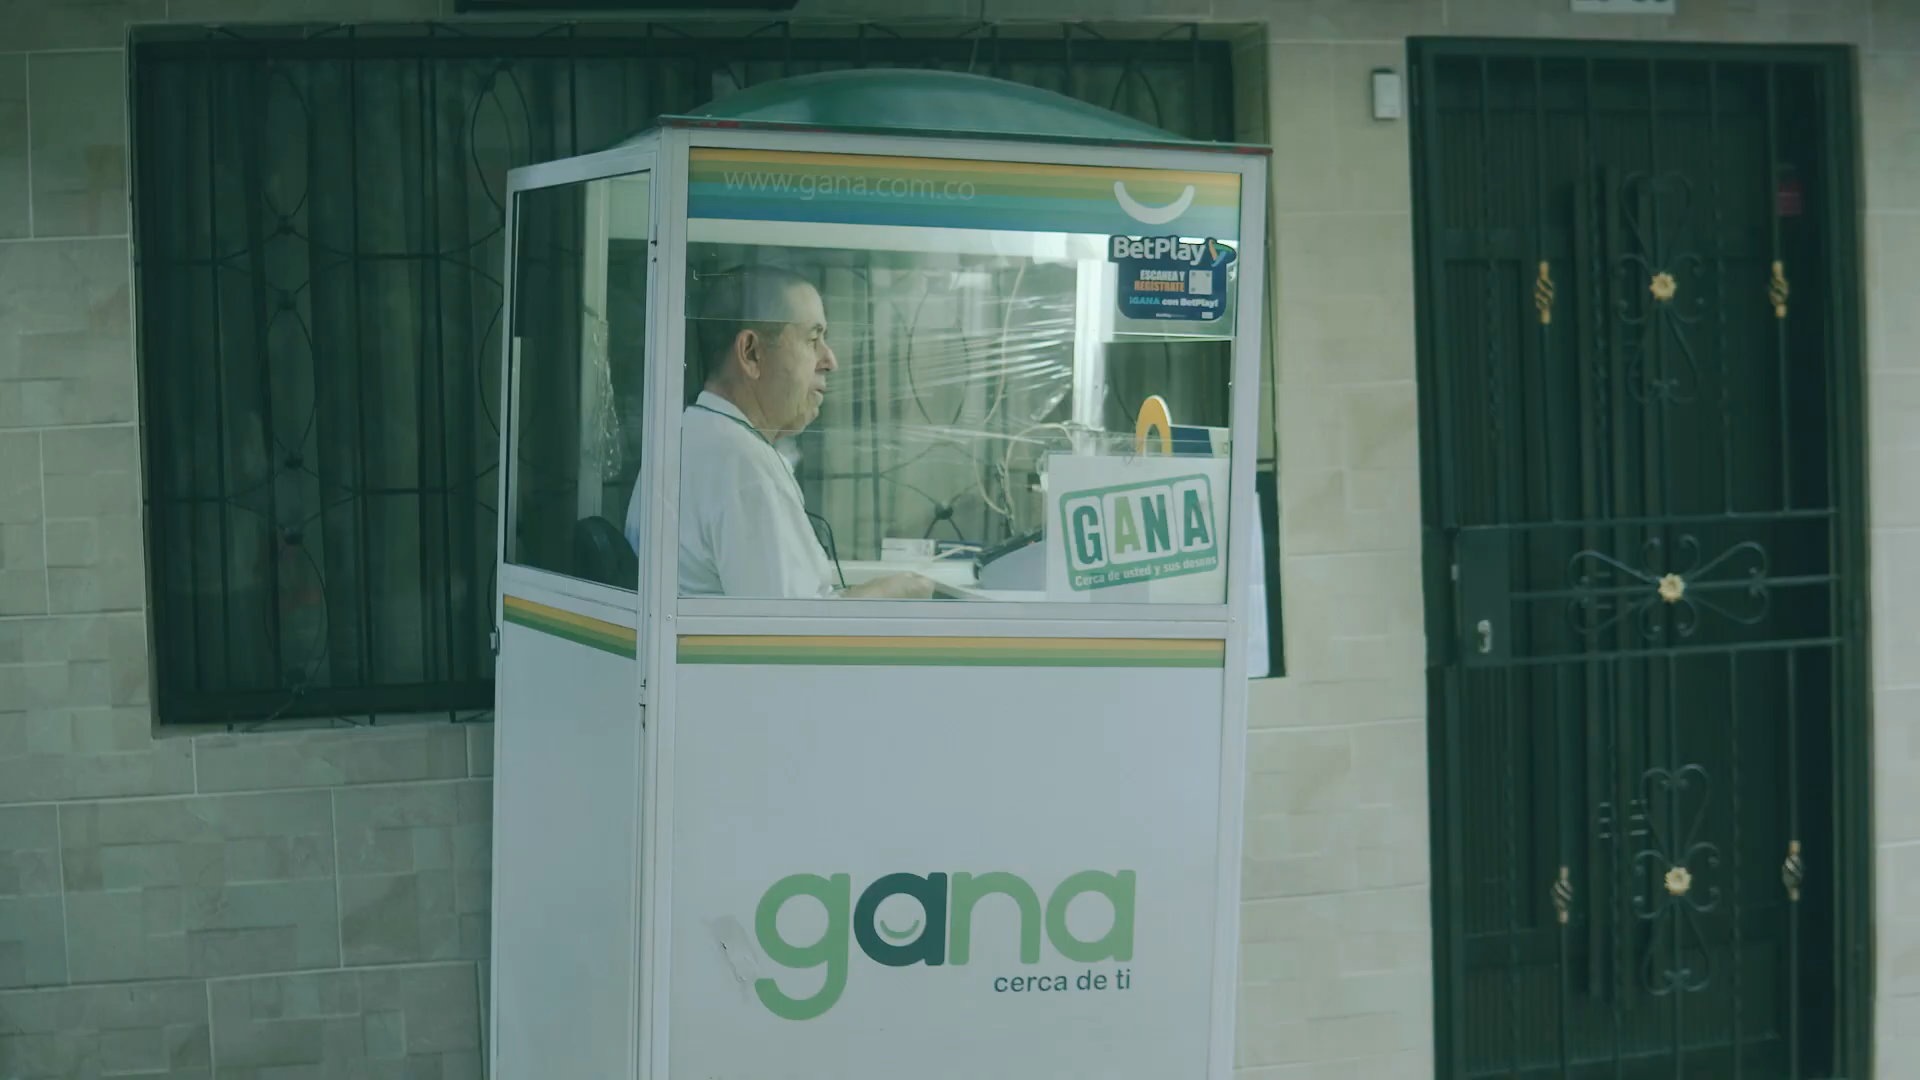 www.gana.com.co
BetPlay
ESCANEA Y
REGÍSTRATE
¡GANA con BetPlay!
GANA
Cerca de usted y sus deseos
gana
cerca de ti